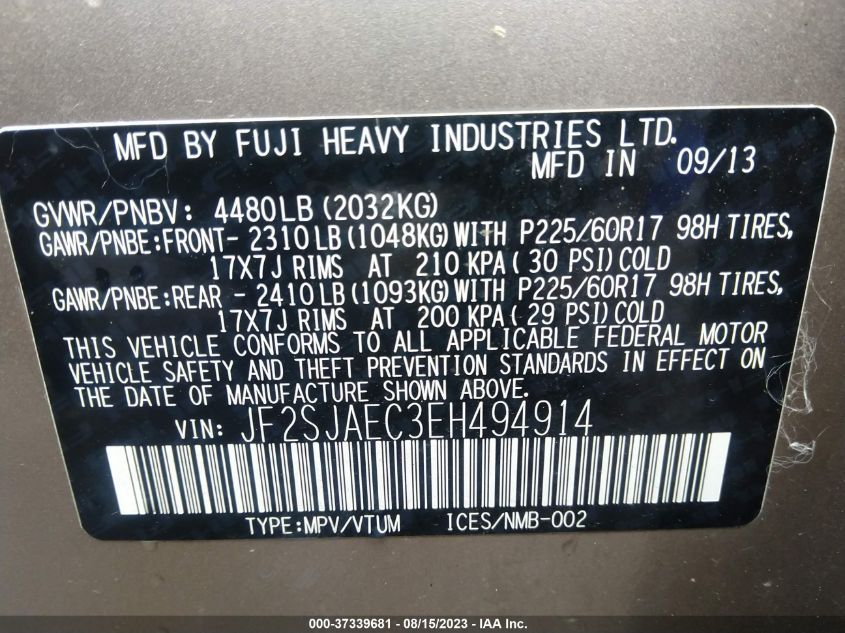 MFD BY FUJI HEAVY INDUSTRIES LTD.
MFD IN 09/13
GVWR/PNBV: 4480LB (2032KG)
GAWR/PNBE:FRONT- 2310LB (1048KG) WITH P225/60R17 98H TIRES,
17X7J RIMS AT 210 KPA ( 30 PSI) COLD
GAWR/PNBE:REAR - 2410LB (1093KG) WITH P225/60R17 98H TIRES,
17X7J RIMS AT 200 KPA ( 29 PSI) COLD
THIS VEHICLE CONFORMS TO ALL APPLICABLE FEDERAL MOTOR
VEHICLE SAFETY AND THEFT PREVENTION STANDARDS IN EFFECT ON
THE DATE OF MANUFACTURE SHOWN ABOVE.
VIN: JF2SJAEC3EH494914
TYPE:MPV/VTUM ICES/NMB-002
000-37339681 - 08/15/2023 - IAA Inc.